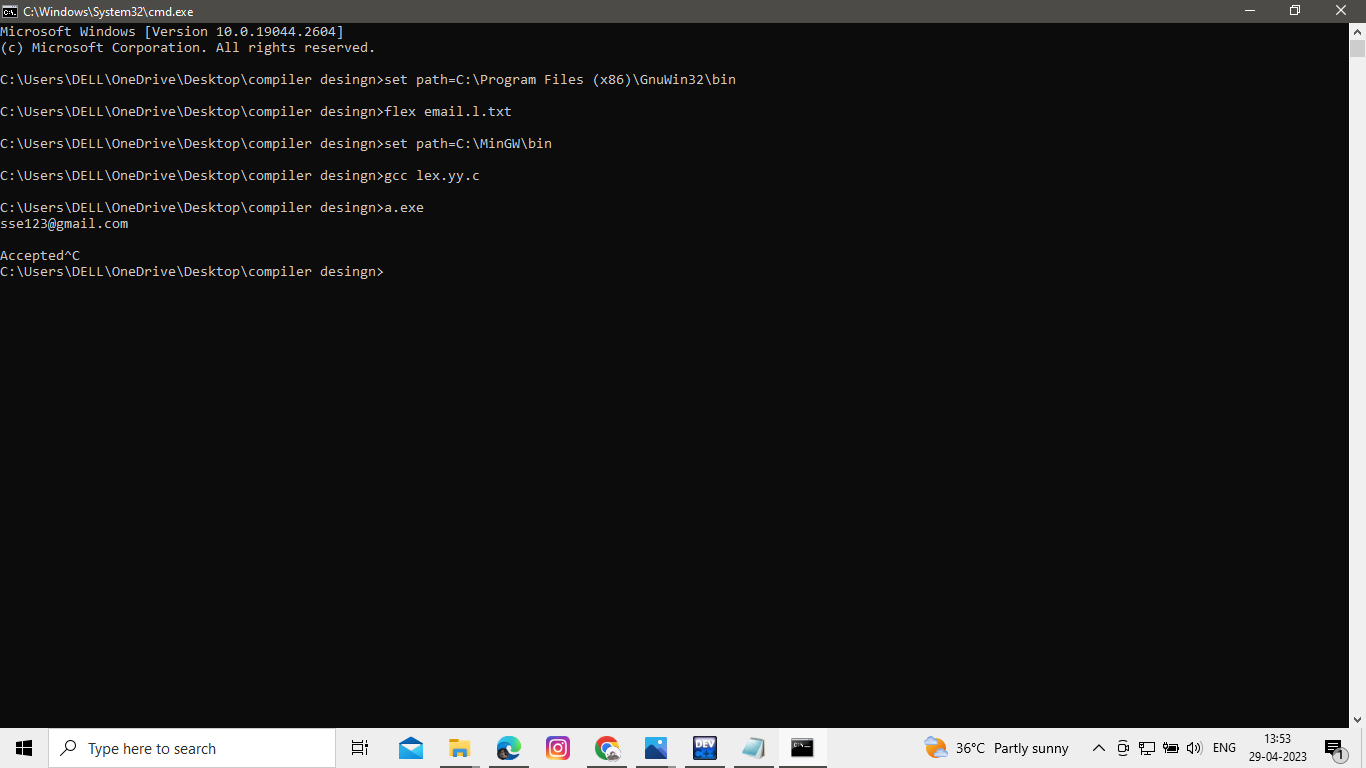 C:\Windows\System32\cmd.exe
Microsoft Windows [Version 10.0.19044.2604]
(c) Microsoft Corporation. All rights reserved.
C:\Users\DELL\OneDrive\Desktop\compiler desingn>set path=C:\Program Files (x86)\GnuWin32\bin
C:\Users\DELL\OneDrive\Desktop\compiler desingn>flex email.l.txt
C:\Users\DELL\OneDrive\Desktop\compiler desingn>set path=C:\MinGW\bin
C:\Users\DELL\OneDrive\Desktop\compiler desingn>gcc lex.yy.c
C:\Users\DELL\OneDrive\Desktop\compiler desingn>a.exe
sse123@gmail.com
Accepted^C
C:\Users\DELL\OneDrive\Desktop\compiler desingn>
Type here to search
DEV
36°C Partly sunny
ENG
13:53
29-04-2023
1